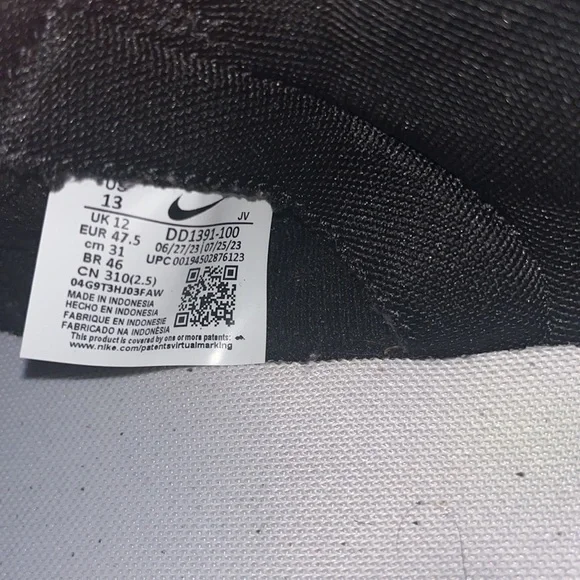 US
13
UK 12
EUR 47.5
cm 31
BR 46
CN 310(2.5)
04G9T3HJ03FAW
JV
DD1391-100
06/27/23 07/25/23
UPC 00194502876123
MADE IN INDONESIA
HECHO EN INDONESIA
FABRIQUE EN INDONESIE
FABRICADO NA INDONÉSIA
This product is covered by one or more patents:
www.nike.com/patentsvirtualmarking